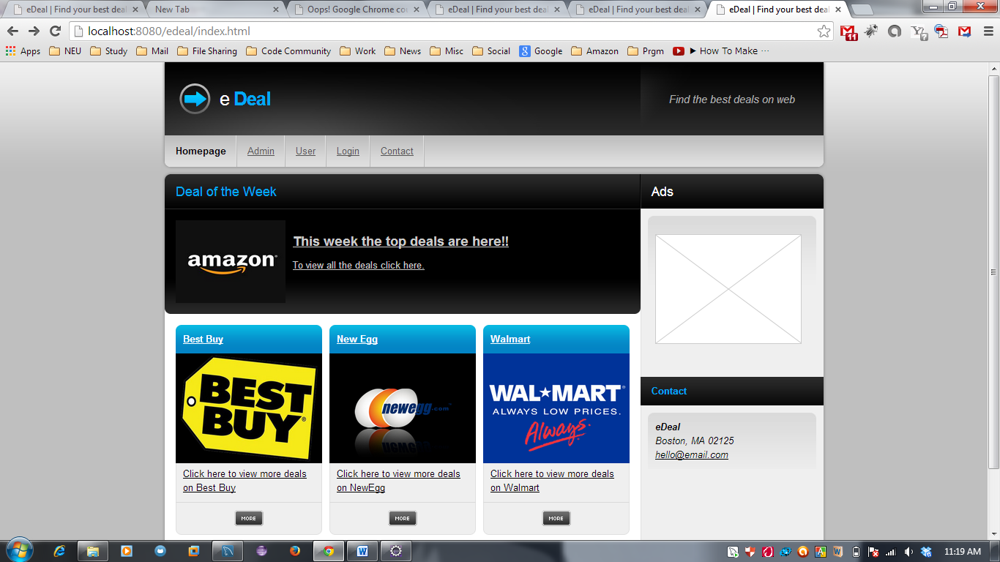 eDeal | Find your best deal
New Tab
Oops! Google Chrome co
eDeal | Find your best deal
eDeal | Find your best deal
eDeal | Find your best deal
localhost:8080/edeal/index.html
11
Apps NEU Study Mail File Sharing Code Community Work News Misc Social Google Amazon Prgm ► How To Make ···
e Deal
Find the best deals on web
Homepage Admin User Login Contact
Deal of the Week
Ads
amazon
This week the top deals are here!!
To view all the deals click here.
Best Buy
New Egg
Walmart
BEST
BUY
newegg.com
WAL★MART
ALWAYS LOW PRICES.
Always.
Contact
eDeal
Boston, MA 02125
hello@email.com
Click here to view more deals
on Best Buy
Click here to view more deals
on NewEgg
Click here to view more deals
on Walmart
MORE
MORE
MORE
11:19 AM